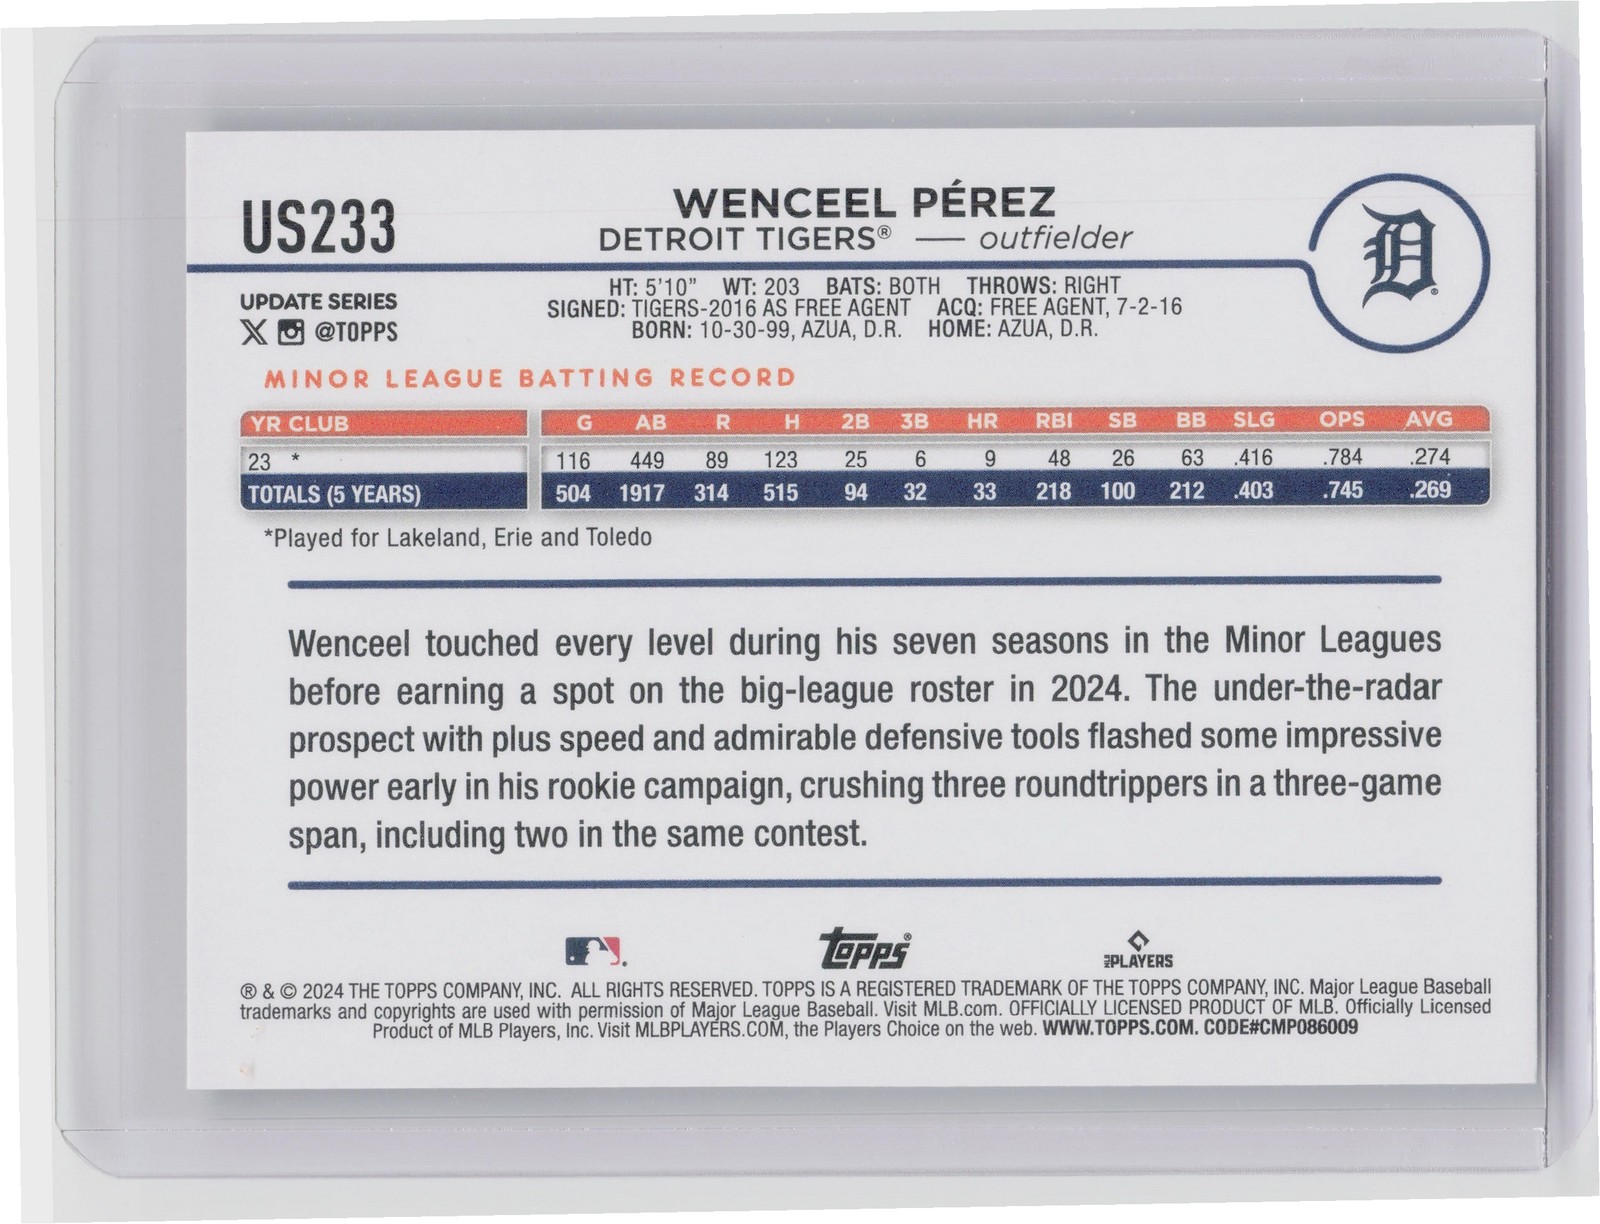 US233
WENCEEL PÉREZ
DETROIT TIGERS® — outfielder
D
UPDATE SERIES
@TOPPS
HT: 5'10" WT: 203 BATS: BOTH THROWS: RIGHT
SIGNED: TIGERS-2016 AS FREE AGENT ACQ: FREE AGENT, 7-2-16
BORN: 10-30-99, AZUA, D.R. HOME: AZUA, D.R.
MINOR LEAGUE BATTING RECORD
YR CLUB G AB R H 2B 3B HR RBI SB BB SLG OPS AVG
23 * 116 449 89 123 25 6 9 48 26 63 .416 .784 .274
TOTALS (5 YEARS) 504 1917 314 515 94 32 33 218 100 212 .403 .745 .269
*Played for Lakeland, Erie and Toledo
Wenceel touched every level during his seven seasons in the Minor Leagues
before earning a spot on the big-league roster in 2024. The under-the-radar
prospect with plus speed and admirable defensive tools flashed some impressive
power early in his rookie campaign, crushing three roundtrippers in a three-game
span, including two in the same contest.
Topps® MLB PLAYERS
® & © 2024 THE TOPPS COMPANY, INC. ALL RIGHTS RESERVED. TOPPS IS A REGISTERED TRADEMARK OF THE TOPPS COMPANY, INC. Major League Baseball
trademarks and copyrights are used with permission of Major League Baseball. Visit MLB.com. OFFICIALLY LICENSED PRODUCT OF MLB. Officially Licensed
Product of MLB Players, Inc. Visit MLBPLAYERS.COM, the Players Choice on the web. WWW.TOPPS.COM. CODE#CMP086009